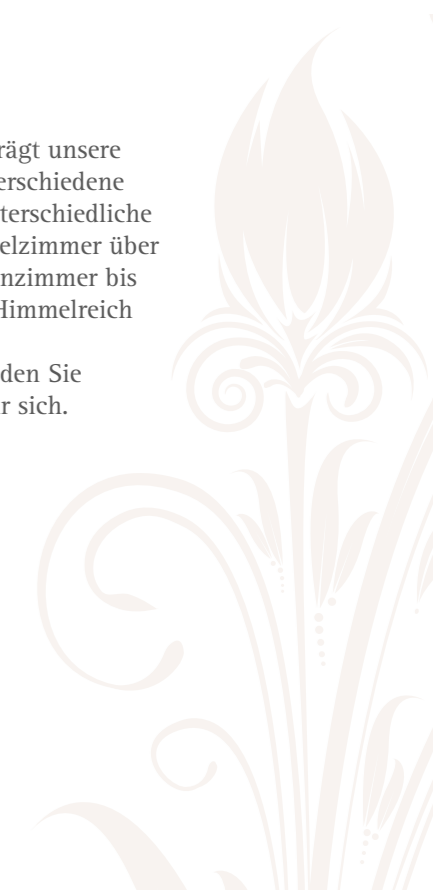 rägt unsere
erschiedene
terschiedliche
elzimmer über
nzimmer bis
Himmelreich
den Sie
r sich.